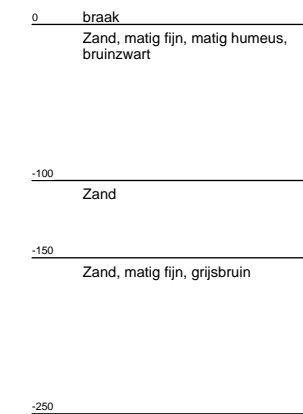 0 braak
Zand, matig fijn, matig humeus,
bruinzwart
-100
Zand
-150
Zand, matig fijn, grijsbruin
-250